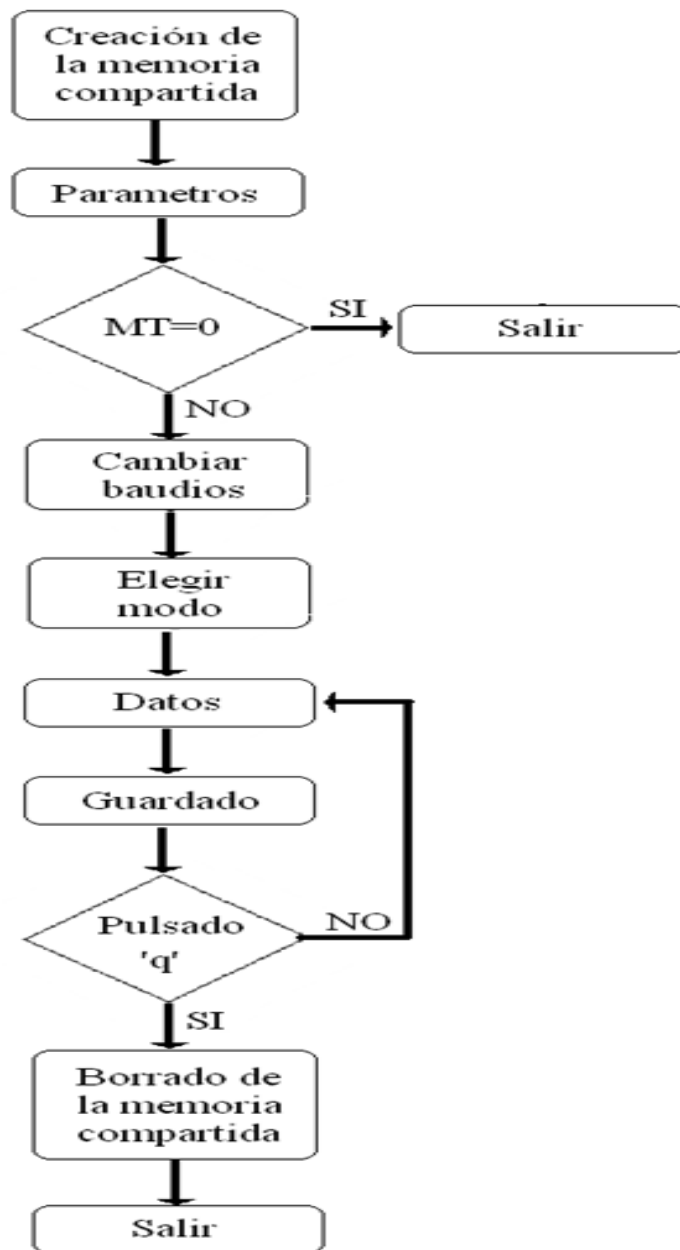 Creación de
la memoria
compartida
Parametros
MT=0
SI
Salir
NO
Cambiar
baudios
Elegir
modo
Datos
Guardado
Pulsado
'q'
NO
SI
Borrado de
la memoria
compartida
Salir